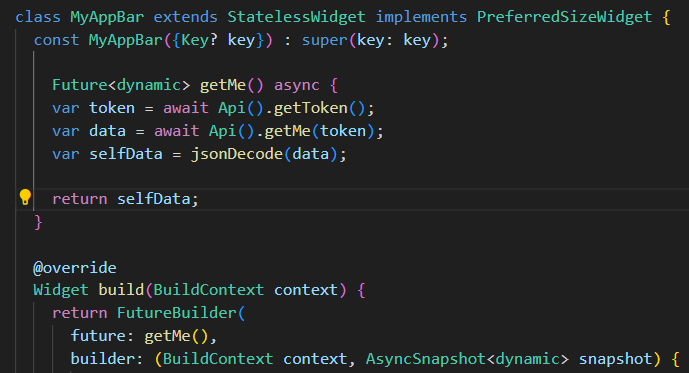 class MyAppBar extends StatelessWidget implements PreferredSizeWidget {
const MyAppBar({Key? key}) : super(key: key);
Future<dynamic> getMe() async {
var token = await Api().getToken();
var data = await Api().getMe(token);
var selfData = jsonDecode(data);
return selfData;
}
@override
Widget build(BuildContext context) {
return FutureBuilder(
future: getMe(),
builder: (BuildContext context, AsyncSnapshot<dynamic> snapshot) {